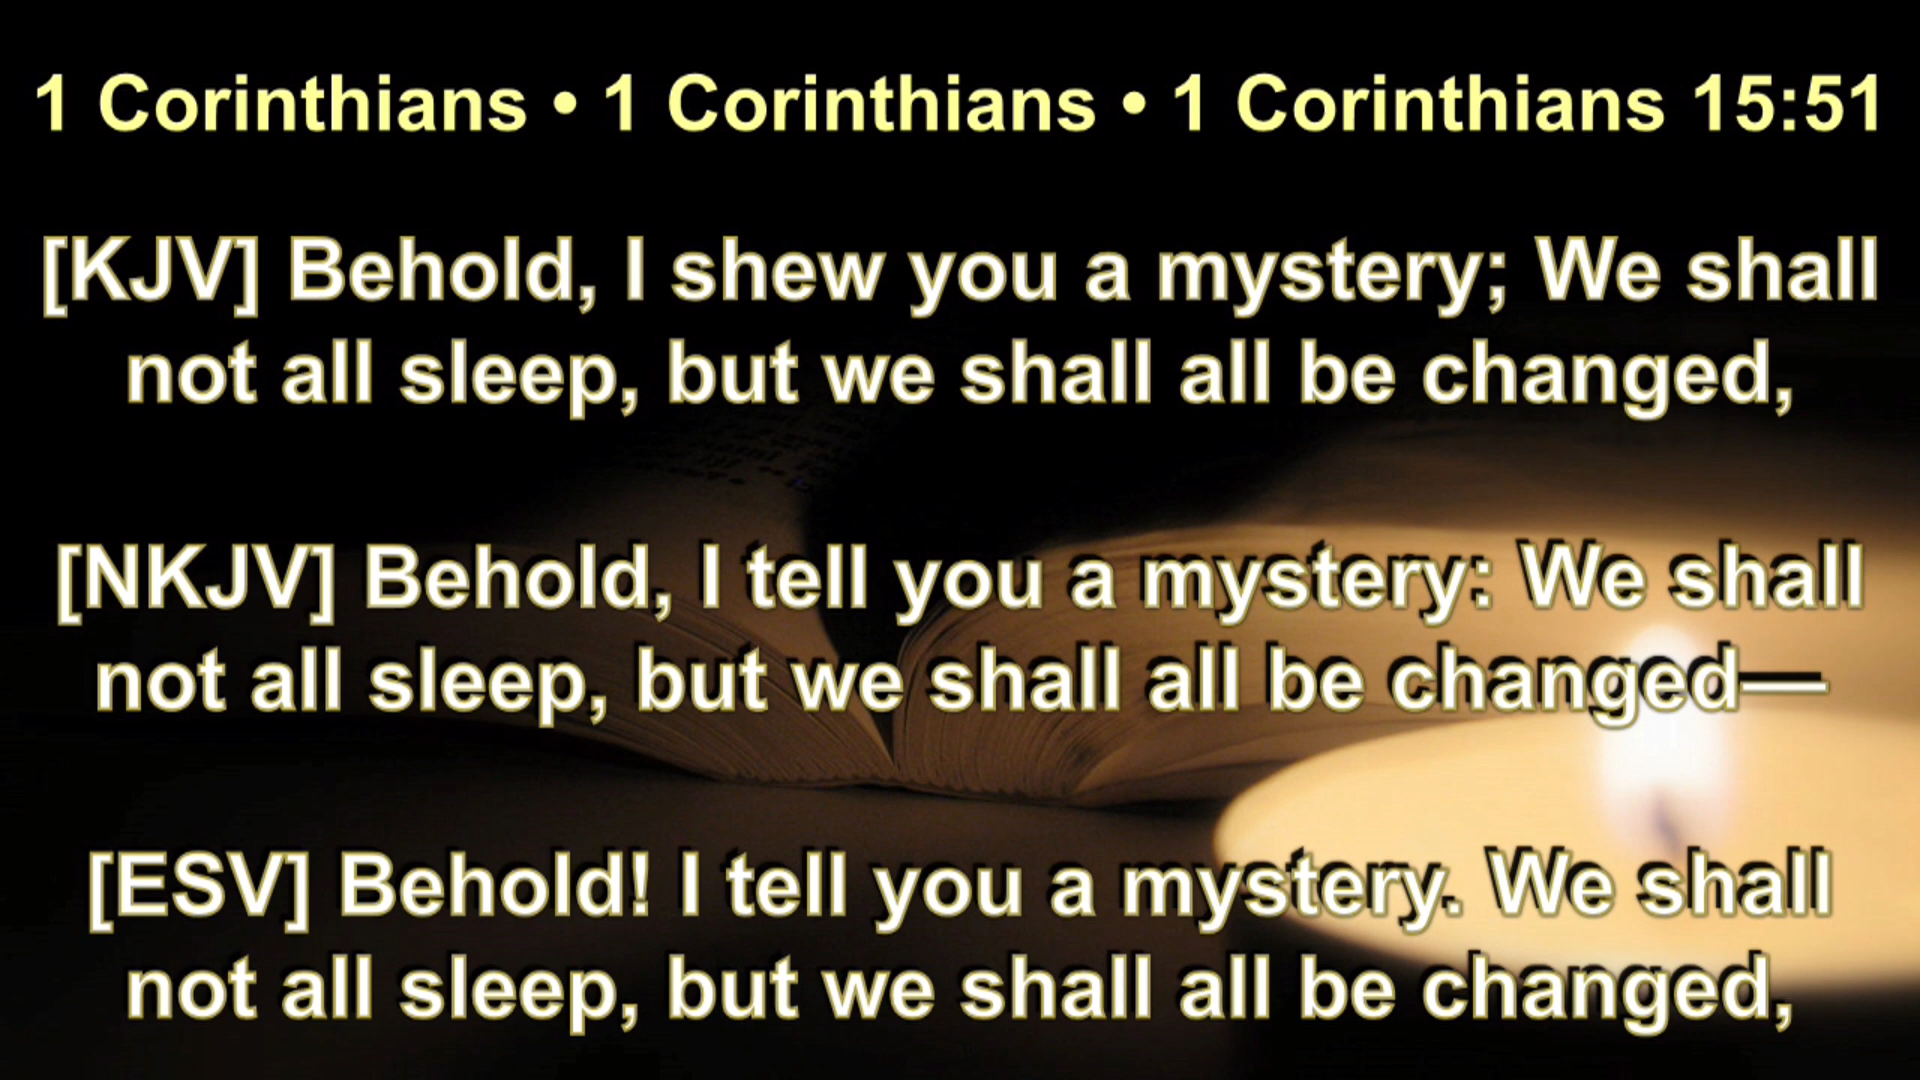 1 Corinthians • 1 Corinthians • 1 Corinthians 15:51
[KJV] Behold, I shew you a mystery; We shall
not all sleep, but we shall all be changed,
[NKJV] Behold, I tell you a mystery: We shall
not all sleep, but we shall all be changed—
[ESV] Behold! I tell you a mystery. We shall
not all sleep, but we shall all be changed,